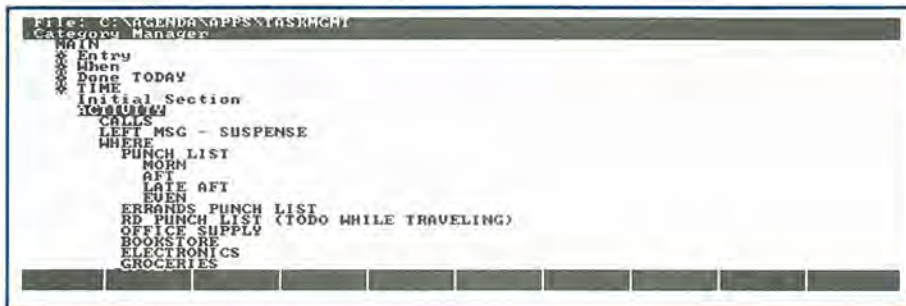 File: C:\AGENDA\APPS\TASKMGMT
Category Manager
MAIN
* Entry
* When
* Done TODAY
* TIME
Initial Section
ACTIVITY
CALLS
LEFT MSG - SUSPENSE
WHERE
PUNCH LIST
MORN
AFT
LATE AFT
EVEN
ERRANDS PUNCH LIST
RD PUNCH LIST (TODO WHILE TRAVELING)
OFFICE SUPPLY
BOOKSTORE
ELECTRONICS
GROCERIES